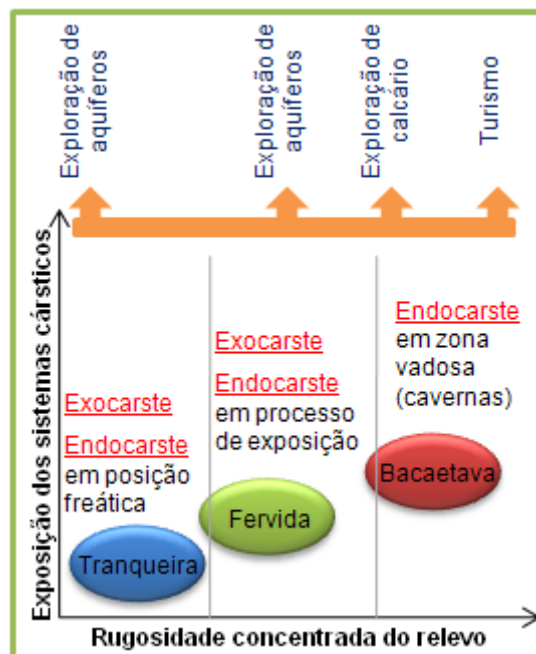 Exploração de
aquíferos
Exploração de
aquíferos
Exploração de
calcário
Turismo
Exposição dos sistemas cársticos
Exocarste
Endocarste
em posição
freática
Tranqueira
Exocarste
Endocarste
em processo
de exposição
Fervida
Endocarste
em zona
vadosa
(cavernas)
Bacaetava
Rugosidade concentrada do relevo